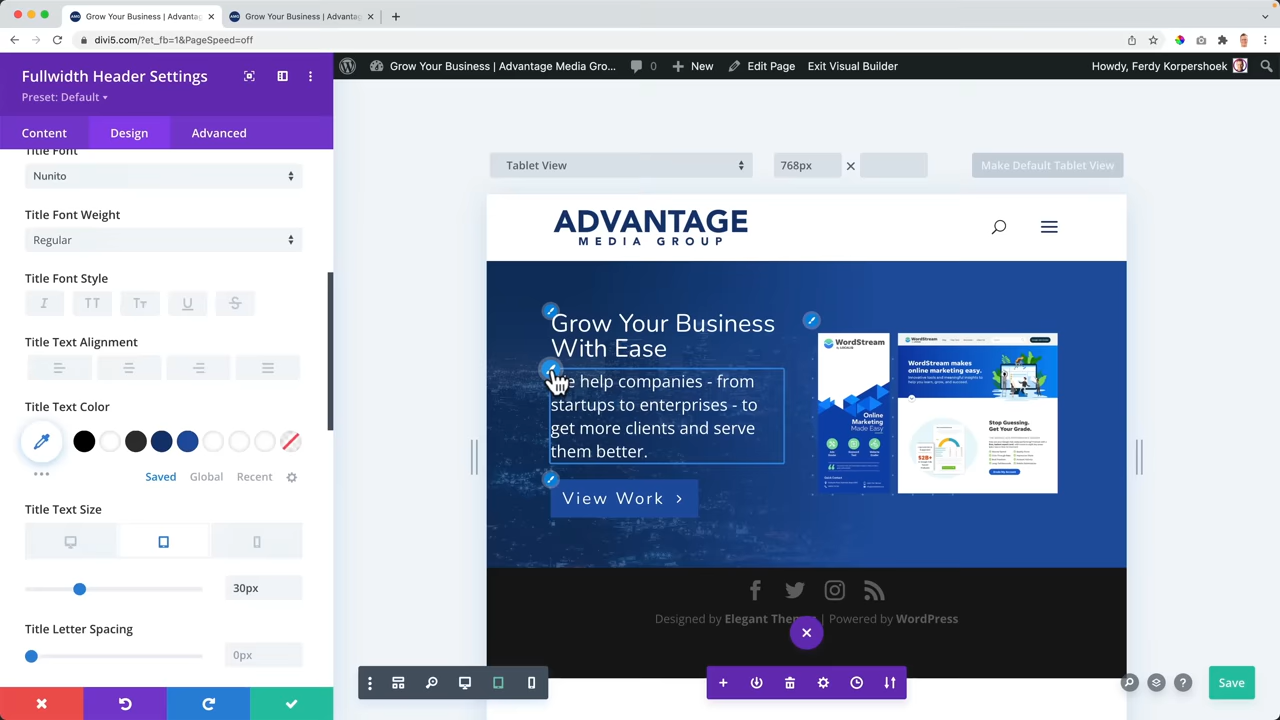 Grow Your Business | Advantage
Grow Your Business | Advantag
divi5.com/?et_fb=1&PageSpeed=off
Grow Your Business | Advantage Media Gro...
0
New
Edit Page
Exit Visual Builder
Howdy, Ferdy Korpershoek
Fullwidth Header Settings
Preset: Default
Content
Design
Advanced
Title Font
Nunito
Title Font Weight
Regular
Title Font Style
I
TT
Tт
U
S
Title Text Alignment
Title Text Color
Saved
Global
Recent
Title Text Size
30px
Title Letter Spacing
0px
Tablet View
768px
Make Default Tablet View
ADVANTAGE
MEDIA GROUP
Grow Your Business
With Ease
help companies - from
startups to enterprises - to
get more clients and serve
them better.
View Work
WordStream
Online
Marketing
Made Easy
WordStream
WordStream makes
online marketing easy.
Stop Guessing.
Get Your Grade.
Designed by Elegant Themes | Powered by WordPress
Save